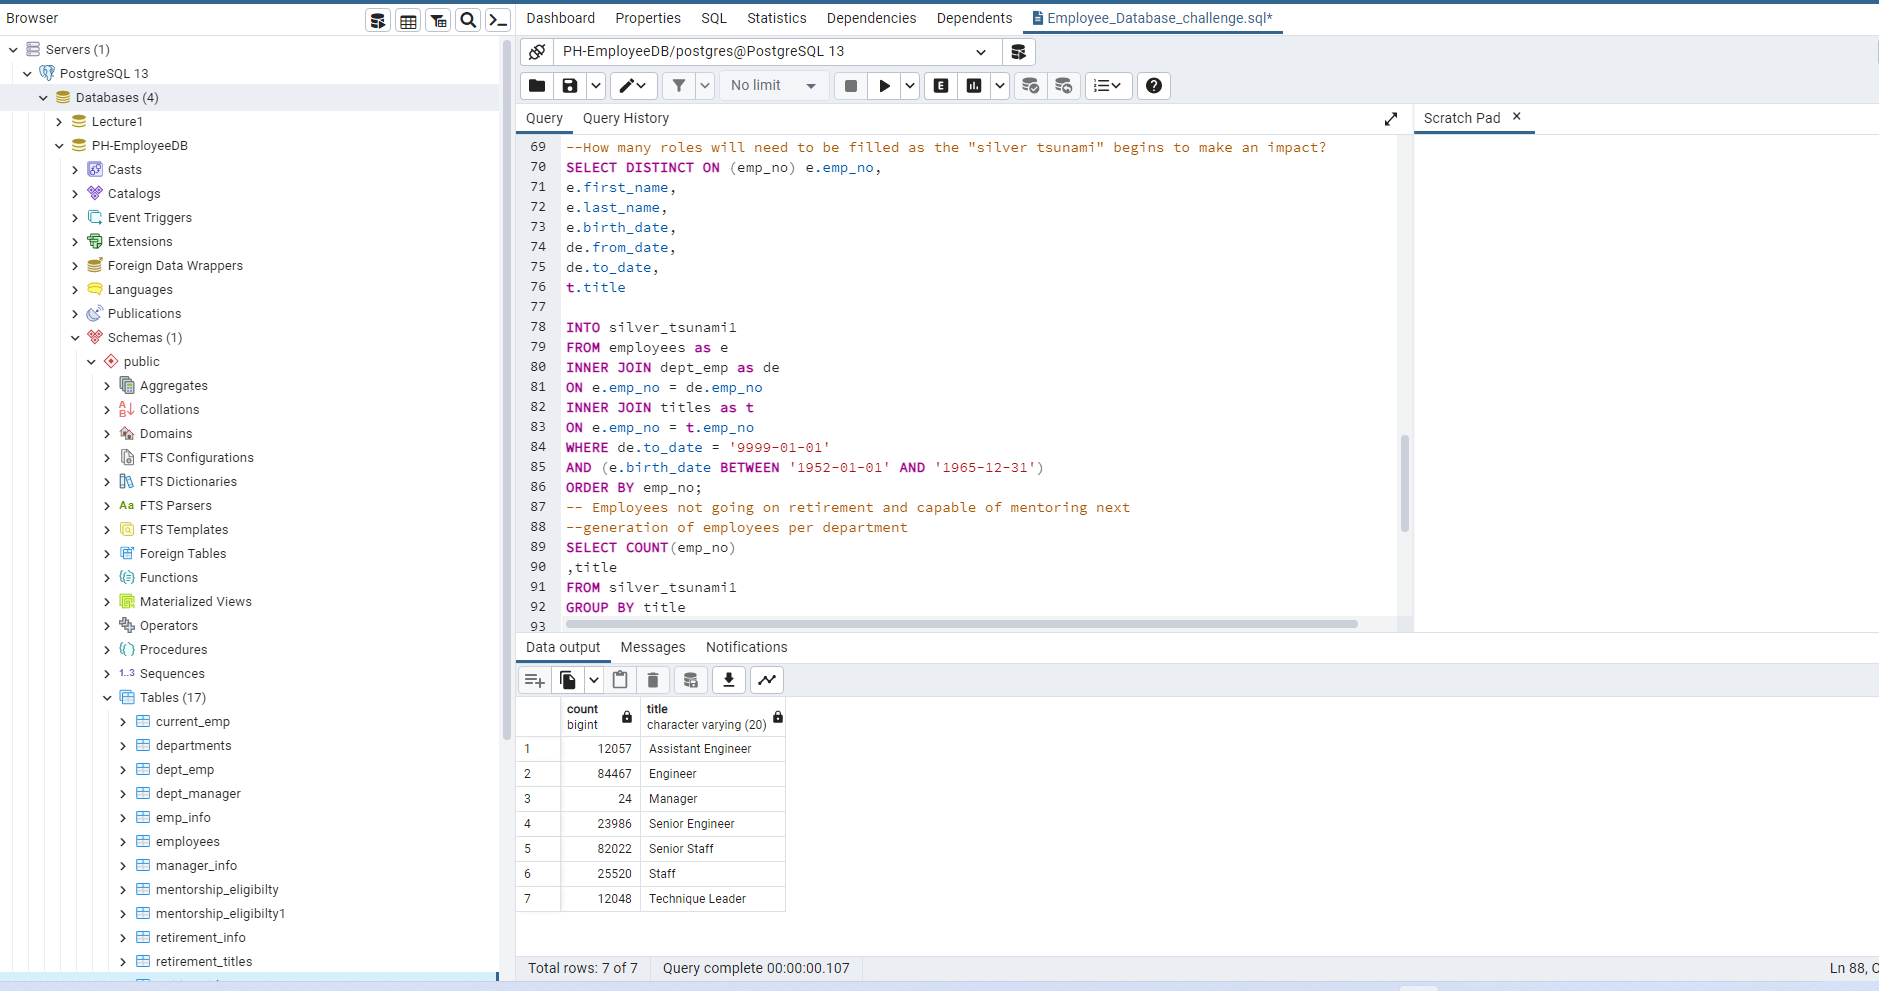 Browser
Servers (1)
PostgreSQL 13
Databases (4)
Lecture1
PH-EmployeeDB
Casts
Catalogs
Event Triggers
Extensions
Foreign Data Wrappers
Languages
Publications
Schemas (1)
public
Aggregates
Collations
Domains
FTS Configurations
FTS Dictionaries
Aa FTS Parsers
FTS Templates
Foreign Tables
Functions
Materialized Views
Operators
Procedures
1..3 Sequences
Tables (17)
current_emp
departments
dept_emp
dept_manager
emp_info
employees
manager_info
mentorship_eligibilty
mentorship_eligibilty1
retirement_info
retirement_titles
Dashboard Properties SQL Statistics Dependencies Dependents Employee_Database_challenge.sql*
PH-EmployeeDB/postgres@PostgreSQL 13
No limit
E
Query Query History
Scratch Pad
69 --How many roles will need to be filled as the "silver tsunami" begins to make an impact?
70 SELECT DISTINCT ON (emp_no) e.emp_no,
71 e.first_name,
72 e.last_name,
73 e.birth_date,
74 de.from_date,
75 de.to_date,
76 t.title
77
78 INTO silver_tsunami1
79 FROM employees as e
80 INNER JOIN dept_emp as de
81 ON e.emp_no = de.emp_no
82 INNER JOIN titles as t
83 ON e.emp_no = t.emp_no
84 WHERE de.to_date = '9999-01-01'
85 AND (e.birth_date BETWEEN '1952-01-01' AND '1965-12-31')
86 ORDER BY emp_no;
87 -- Employees not going on retirement and capable of mentoring next
88 --generation of employees per department
89 SELECT COUNT(emp_no)
90 ,title
91 FROM silver_tsunami1
92 GROUP BY title
93
Data output Messages Notifications
count bigint title character varying (20)
1 12057 Assistant Engineer
2 84467 Engineer
3 24 Manager
4 23986 Senior Engineer
5 82022 Senior Staff
6 25520 Staff
7 12048 Technique Leader
Total rows: 7 of 7 Query complete 00:00:00.107
Ln 88,